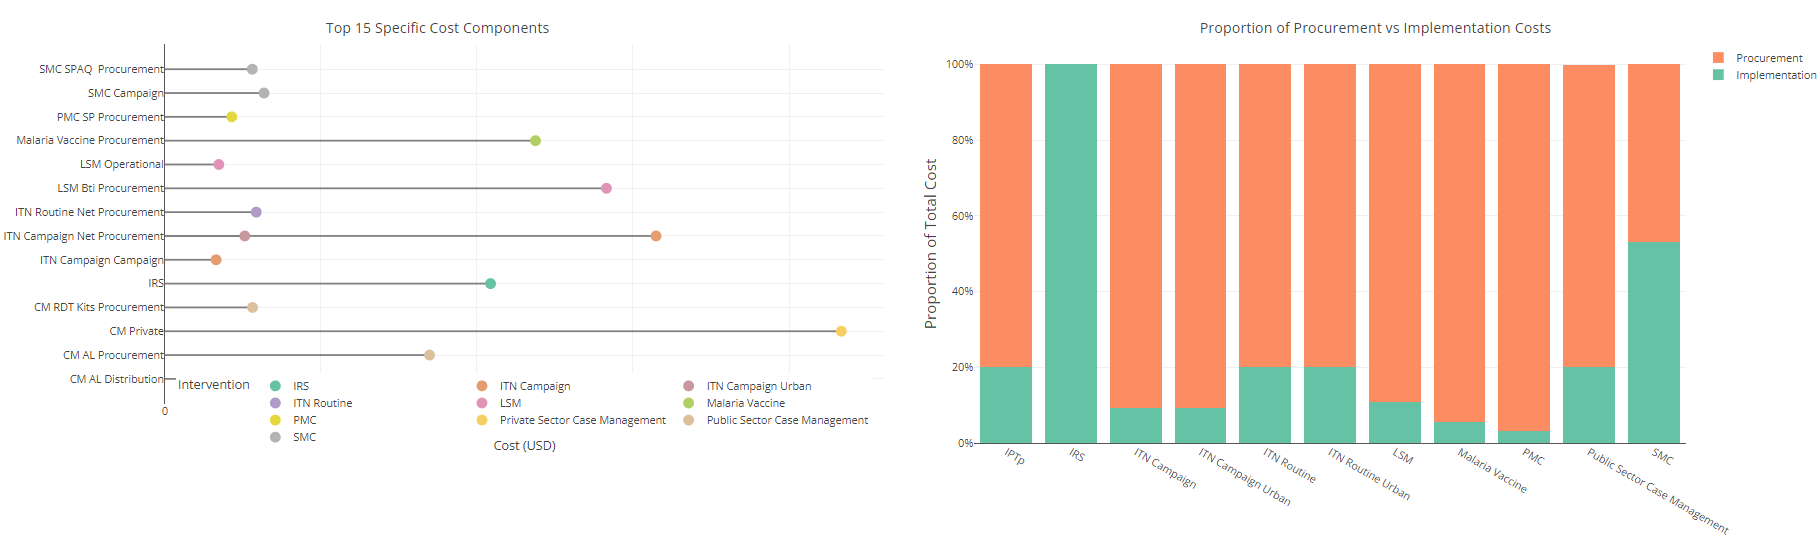 Top 15 Specific Cost Components
SMC SPAQ  Procurement
SMC Campaign
PMC SP Procurement
Malaria Vaccine Procurement
LSM Operational
LSM Bti Procurement
ITN Routine Net Procurement
ITN Campaign Net Procurement
ITN Campaign Campaign
IRS
CM RDT Kits Procurement
CM Private
CM AL Procurement
CM AL Distribution
0
Cost (USD)
Intervention
IRS
ITN Campaign
ITN Campaign Urban
ITN Routine
LSM
Malaria Vaccine
PMC
Private Sector Case Management
Public Sector Case Management
SMC
Proportion of Procurement vs Implementation Costs
Proportion of Total Cost
100%
80%
60%
40%
20%
0%
IPTp
IRS
ITN Campaign
ITN Campaign Urban
ITN Routine
ITN Routine Urban
LSM
Malaria Vaccine
PMC
Public Sector Case Management
SMC
Procurement
Implementation